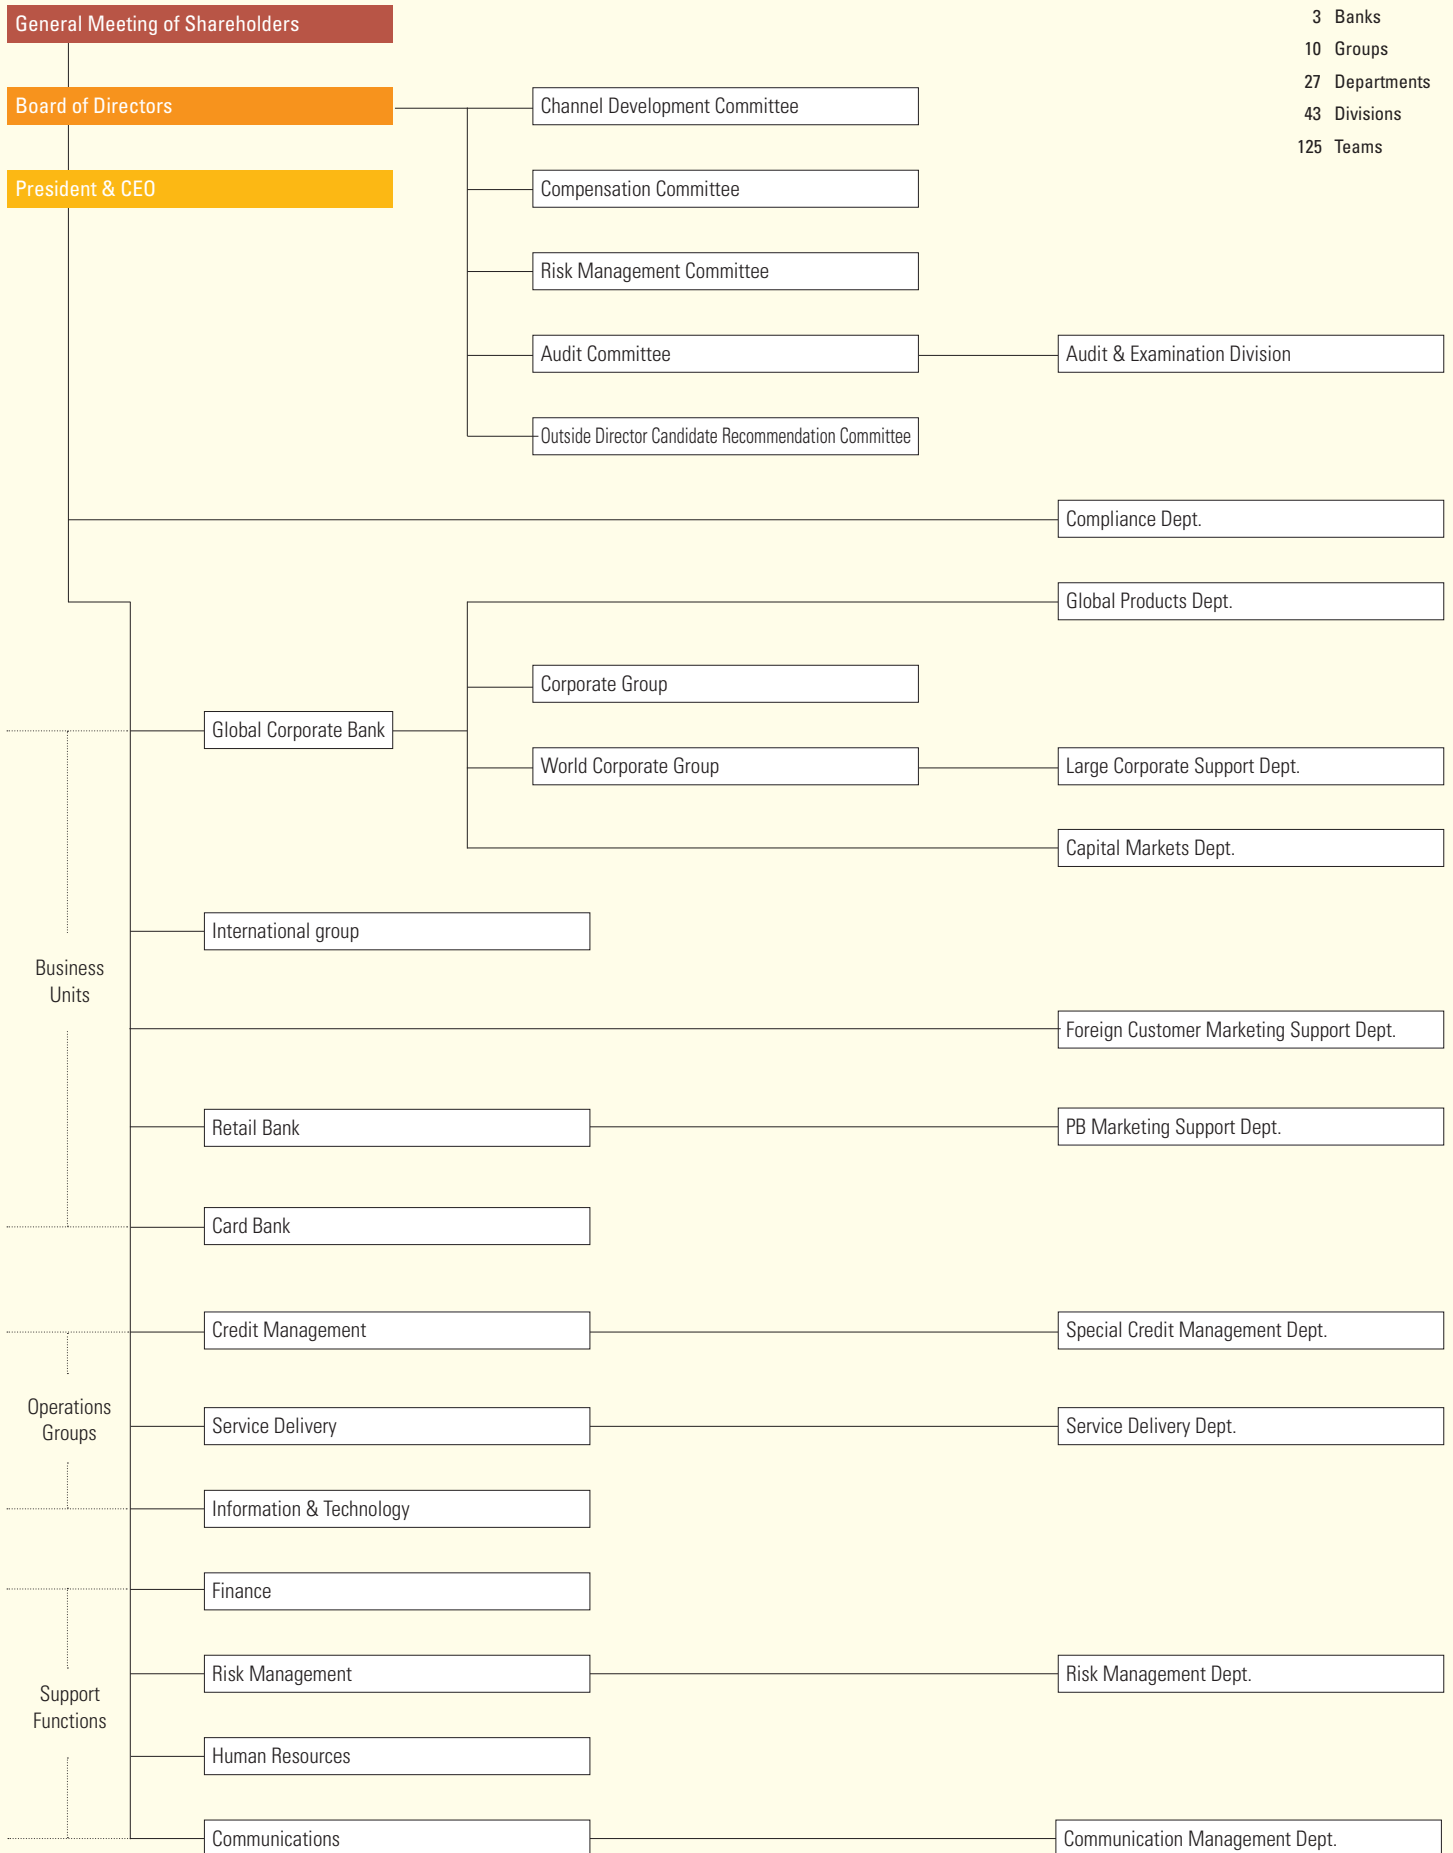 General Meeting of Shareholders
3 Banks
10 Groups
27 Departments
43 Divisions
125 Teams
Board of Directors
Channel Development Committee
President & CEO
Compensation Committee
Risk Management Committee
Audit Committee
Audit & Examination Division
Outside Director Candidate Recommendation Committee
Compliance Dept.
Global Products Dept.
Corporate Group
Global Corporate Bank
World Corporate Group
Large Corporate Support Dept.
Capital Markets Dept.
International group
Business
Units
Foreign Customer Marketing Support Dept.
Retail Bank
PB Marketing Support Dept.
Card Bank
Credit Management
Special Credit Management Dept.
Operations
Groups
Service Delivery
Service Delivery Dept.
Information & Technology
Finance
Risk Management
Risk Management Dept.
Support
Functions
Human Resources
Communications
Communication Management Dept.